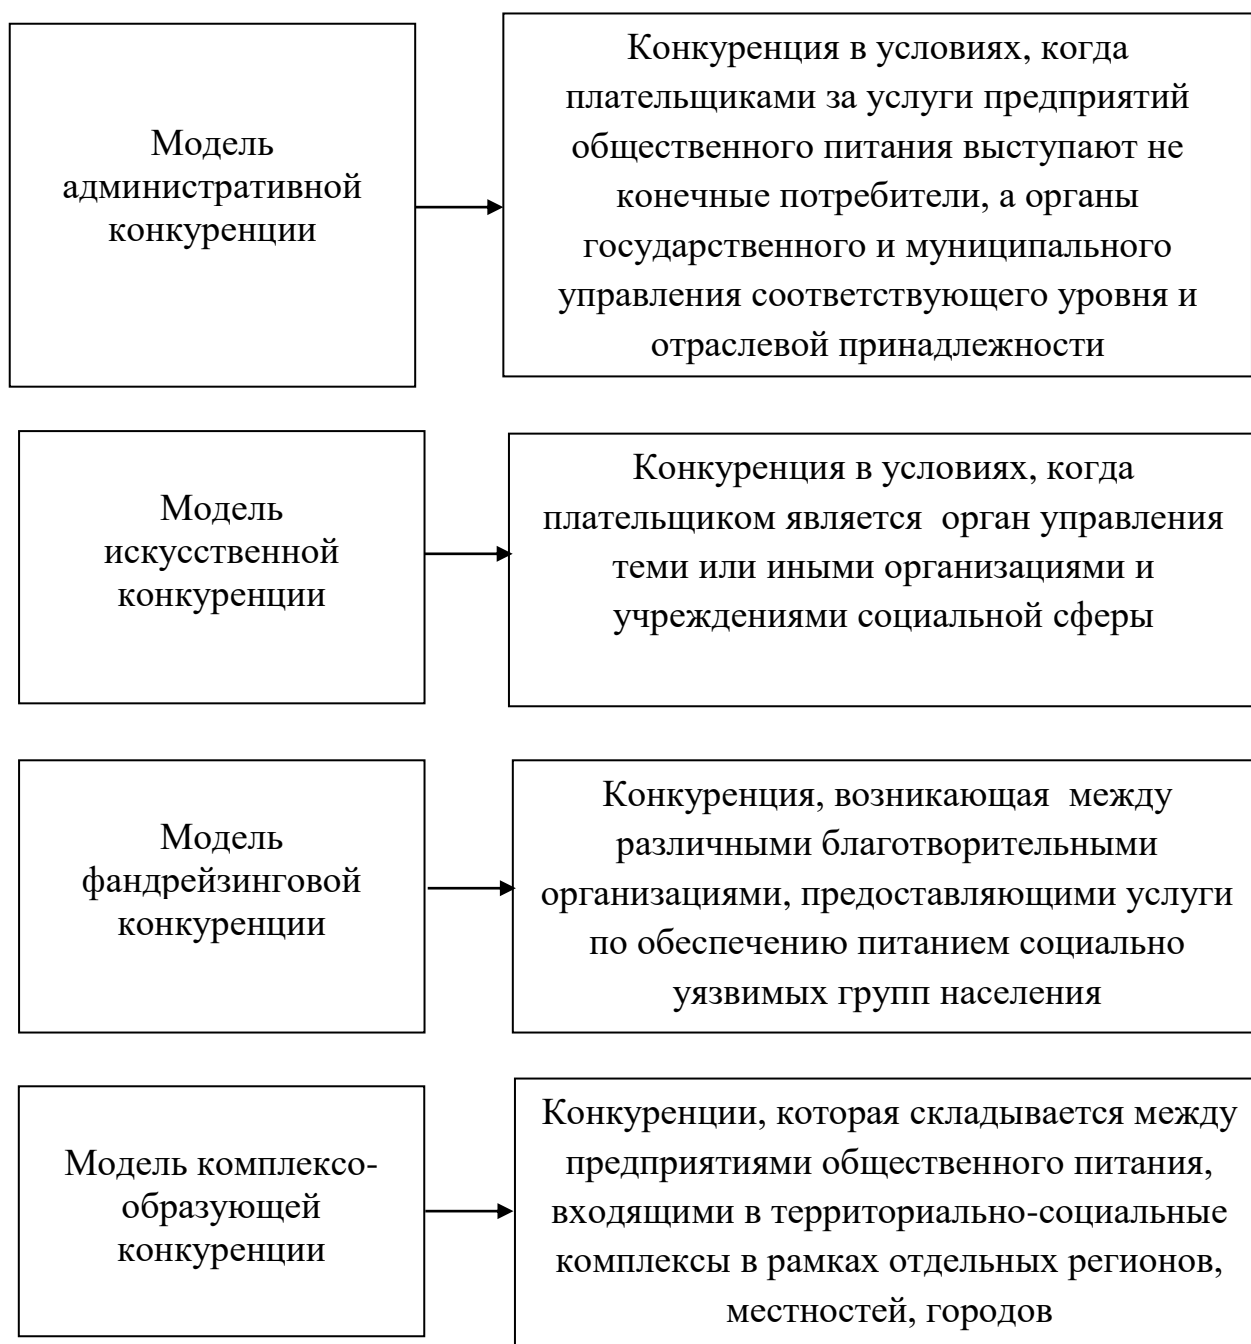 Модель
административной
конкуренции
Конкуренция в условиях, когда
плательщиками за услуги предприятий
общественного питания выступают не
конечные потребители, а органы
государственного и муниципального
управления соответствующего уровня и
отраслевой принадлежности
Модель
искусственной
конкуренции
Конкуренция в условиях, когда
плательщиком является орган управления
теми или иными организациями и
учреждениями социальной сферы
Модель
фандрейзинговой
конкуренции
Конкуренция, возникающая между
различными благотворительными
организациями, предоставляющими услуги
по обеспечению питанием социально
уязвимых групп населения
Модель комплексо-
образующей
конкуренции
Конкуренции, которая складывается между
предприятиями общественного питания,
входящими в территориально-социальные
комплексы в рамках отдельных регионов,
местностей, городов